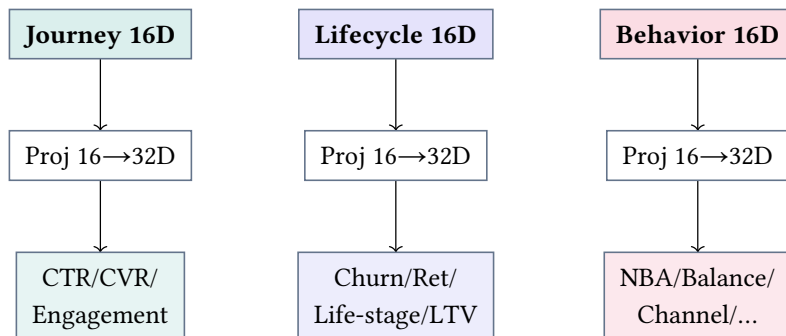 Journey 16D
Lifecycle 16D
Behavior 16D
Proj 16→32D
Proj 16→32D
Proj 16→32D
CTR/CVR/
Engagement
Churn/Ret/
Life-stage/LTV
NBA/Balance/
Channel/...